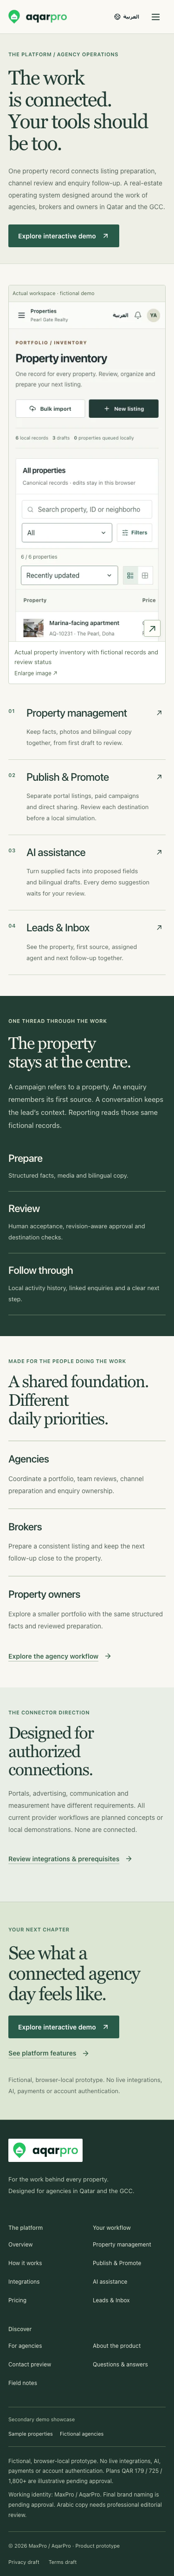 aqarpro
العربية
THE PLATFORM / AGENCY OPERATIONS
The work
is connected.
Your tools should
be too.
One property record connects listing preparation,
channel review and enquiry follow-up. A real-estate
operating system designed around the work of
agencies, brokers and owners in Qatar and the GCC.
Explore interactive demo
Actual workspace · fictional demo
Properties
Pearl Gate Realty
العربية
YA
PORTFOLIO / INVENTORY
Property inventory
One record for every property. Review, organize and
prepare your next listing.
Bulk import
New listing
6 local records 3 drafts 0 properties queued locally
All properties
Canonical records · edits stay in this browser
Search property, ID or neighborho
All
Filters
6 / 6 properties
Recently updated
Property
Price
Marina-facing apartment
AQ-10231 · The Pearl, Doha
Actual property inventory with fictional records and
review status
Enlarge image ↗
01 Property management
Keep facts, photos and bilingual copy
together, from first draft to review.
02 Publish & Promote
Separate portal listings, paid campaigns
and direct sharing. Review each destination
before a local simulation.
03 AI assistance
Turn supplied facts into proposed fields
and bilingual drafts. Every demo suggestion
waits for your review.
04 Leads & Inbox
See the property, first source, assigned
agent and next follow-up together.
ONE THREAD THROUGH THE WORK
The property
stays at the centre.
A campaign refers to a property. An enquiry
remembers its first source. A conversation keeps
the lead's context. Reporting reads those same
identifiers.
Prepare
Structured facts, media and bilingual copy.
Review
Human acceptance, revision-aware approval and
destination checks.
Follow through
Local activity history, linked enquiries and a clear next
step.
MADE FOR THE PEOPLE DOING THE WORK
A shared foundation.
Different
daily priorities.
Agencies
Coordinate a portfolio, team reviews, channel
preparation and enquiry ownership.
Brokers
Prepare a consistent listing and keep the next
follow-up close to the property.
Property owners
Explore a smaller portfolio with the same structured
facts and reviewed preparation.
Explore the agency workflow
THE CONNECTOR DIRECTION
Designed for
authorized
connections.
Portals, advertising, communication and
measurement have different requirements. All
current provider workflows are planned concepts or
local demonstrations. None are connected.
Review integrations & prerequisites
YOUR NEXT CHAPTER
See what a
connected agency
day feels like.
Explore interactive demo
See platform features
Fictional, browser-local prototype. No live integrations,
AI, payments or account authentication.
aqarpro
For the work behind every property.
Designed for agencies in Qatar and the GCC.
The platform
Overview
How it works
Integrations
Pricing
Your workflow
Property management
Publish & Promote
AI assistance
Leads & Inbox
Discover
For agencies
Contact preview
Field notes
About the product
Questions & answers
Secondary demo showcase
Sample properties Fictional agencies
Fictional, browser-local prototype. No live integrations, AI,
payments or account authentication. Plans QAR 179 / 725 /
1,800+ are illustrative pending approval.
Working identity: MaxPro / AqarPro. Final brand naming is
pending approval. Arabic copy needs professional editorial
review.
© 2026 MaxPro / AqarPro · Product prototype
Privacy draft Terms draft